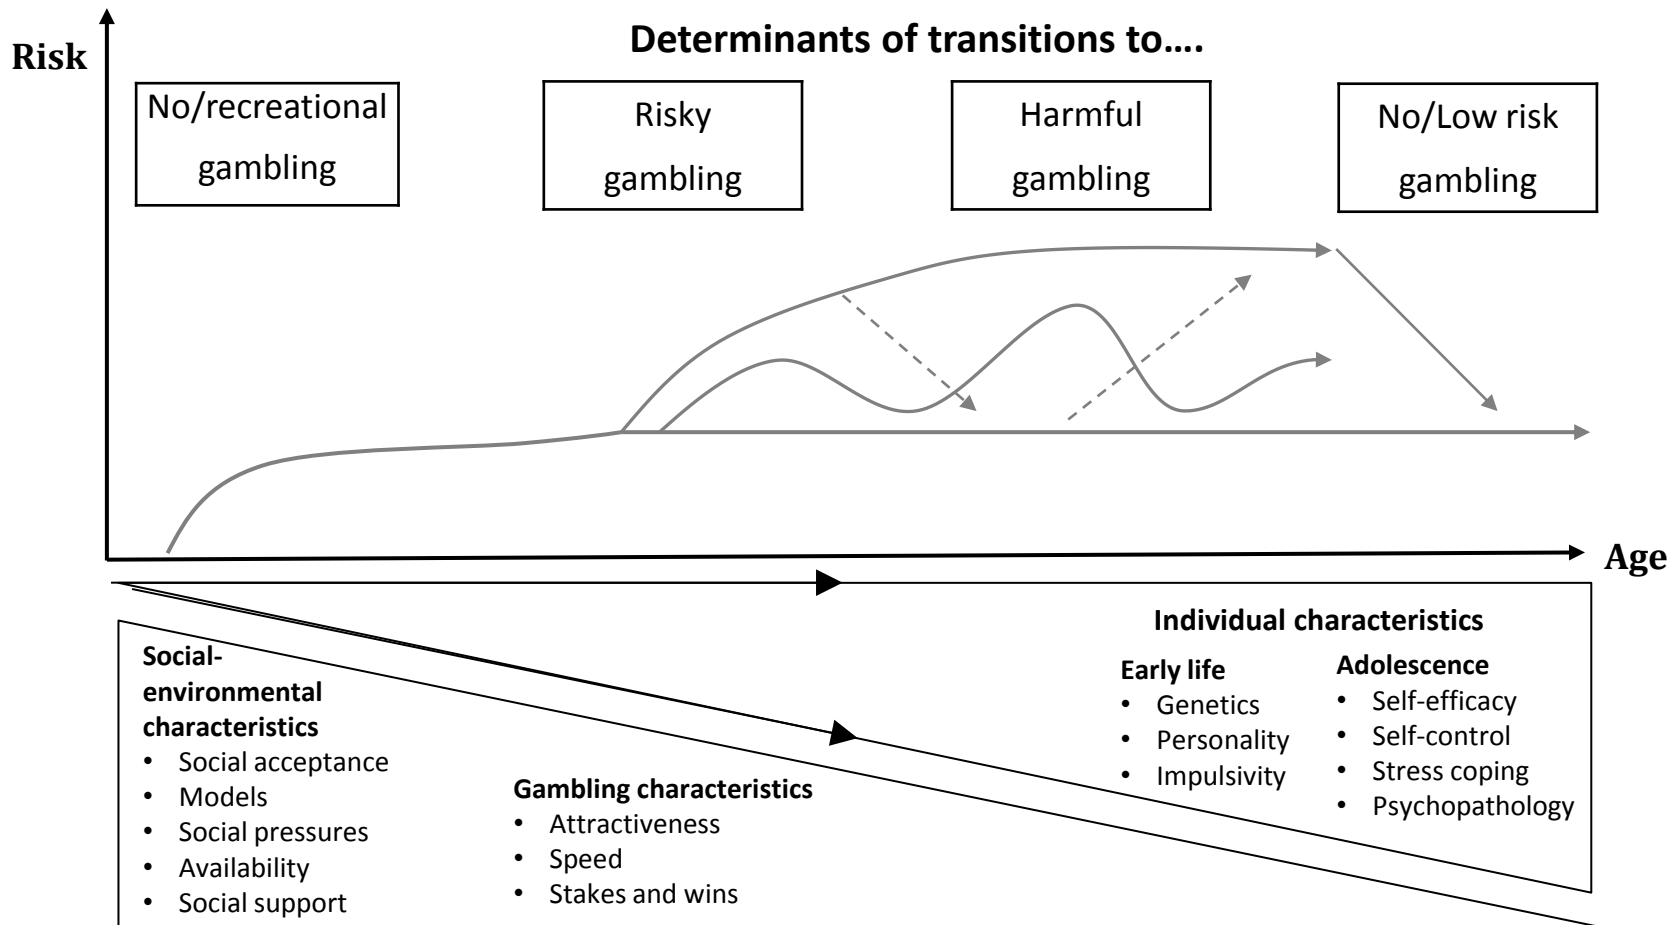 Determinants of transitions to....
Risk
No/recreational
gambling
Risky
gambling
Harmful
gambling
No/Low risk
gambling
Age
Social-
environmental
characteristics
• Social acceptance
• Models
• Social pressures
• Availability
• Social support
Gambling characteristics
• Attractiveness
• Speed
• Stakes and wins
Individual characteristics
Early life
• Genetics
• Personality
• Impulsivity
Adolescence
• Self-efficacy
• Self-control
• Stress coping
• Psychopathology